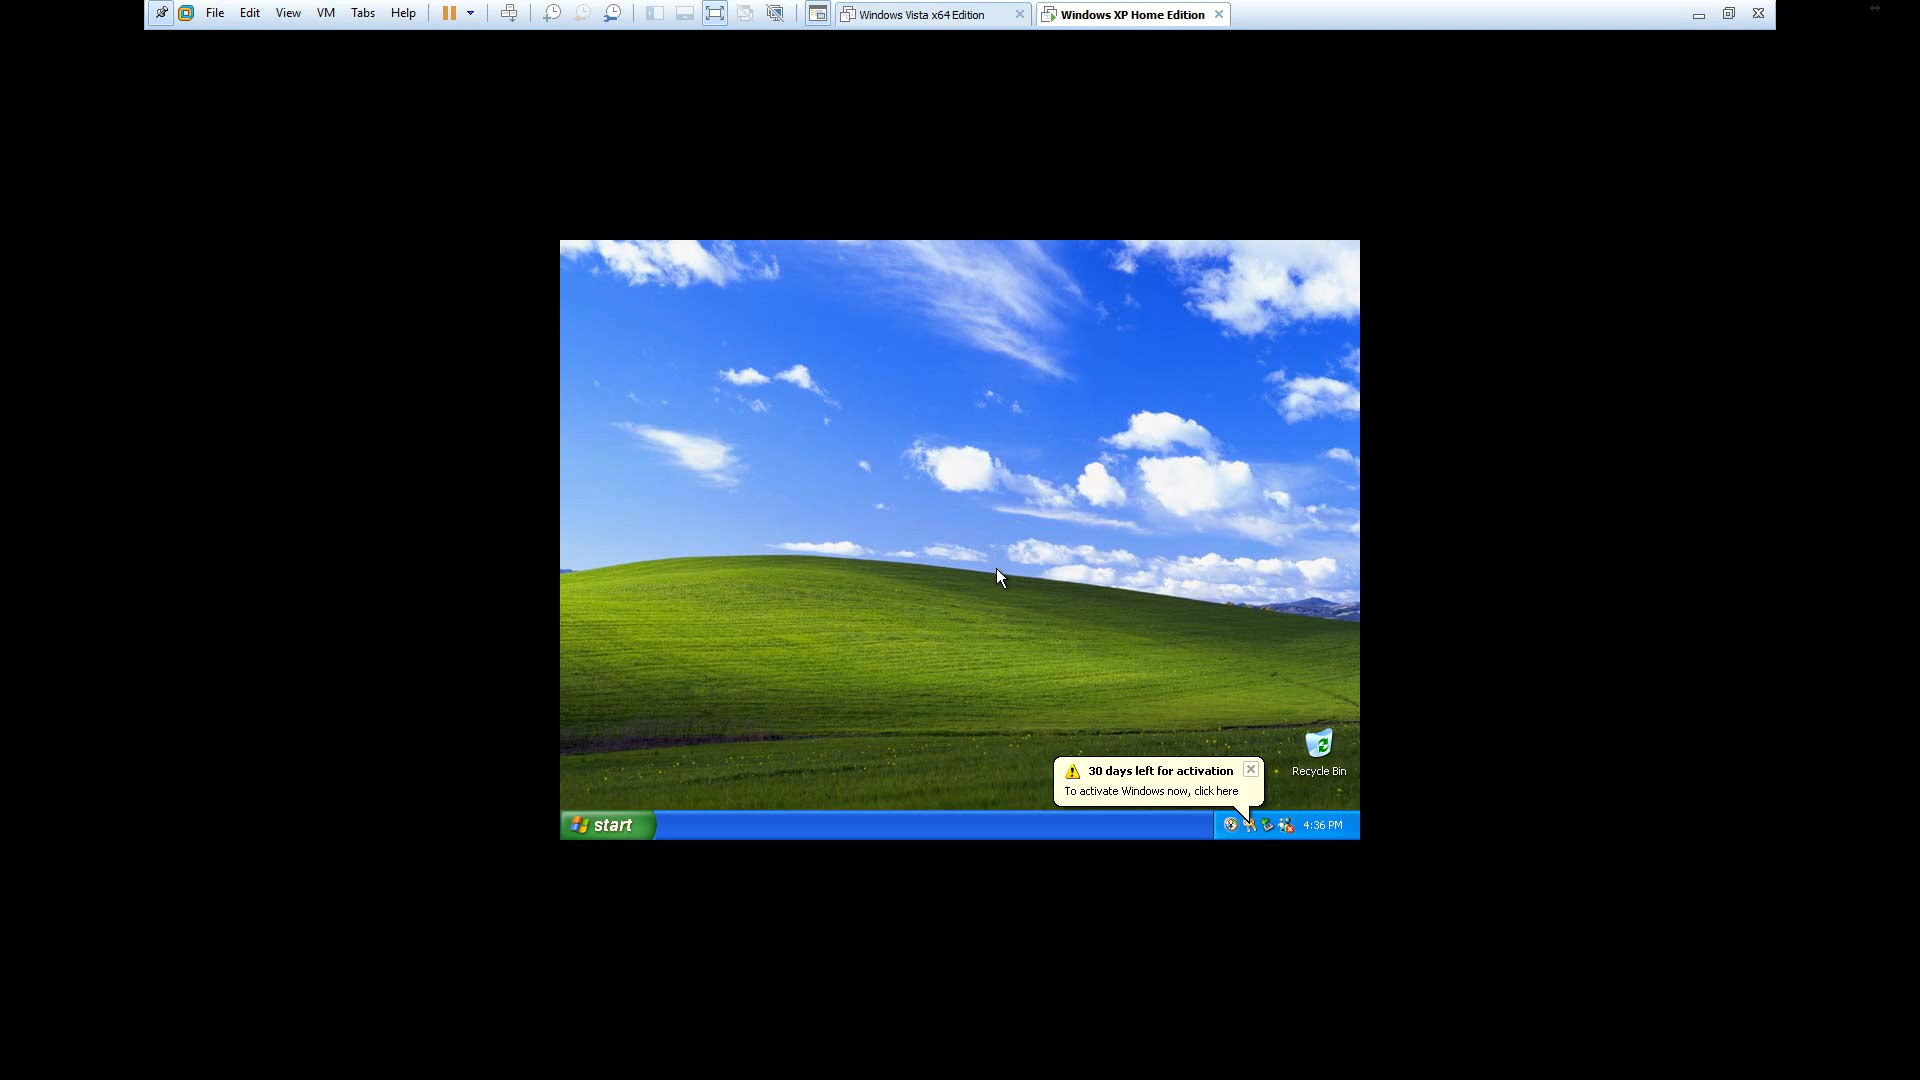 File Edit View VM Tabs Help Windows Vista x64 Edition Windows XP Home Edition
Recycle Bin
30 days left for activation
To activate Windows now, click here
start 4:36 PM